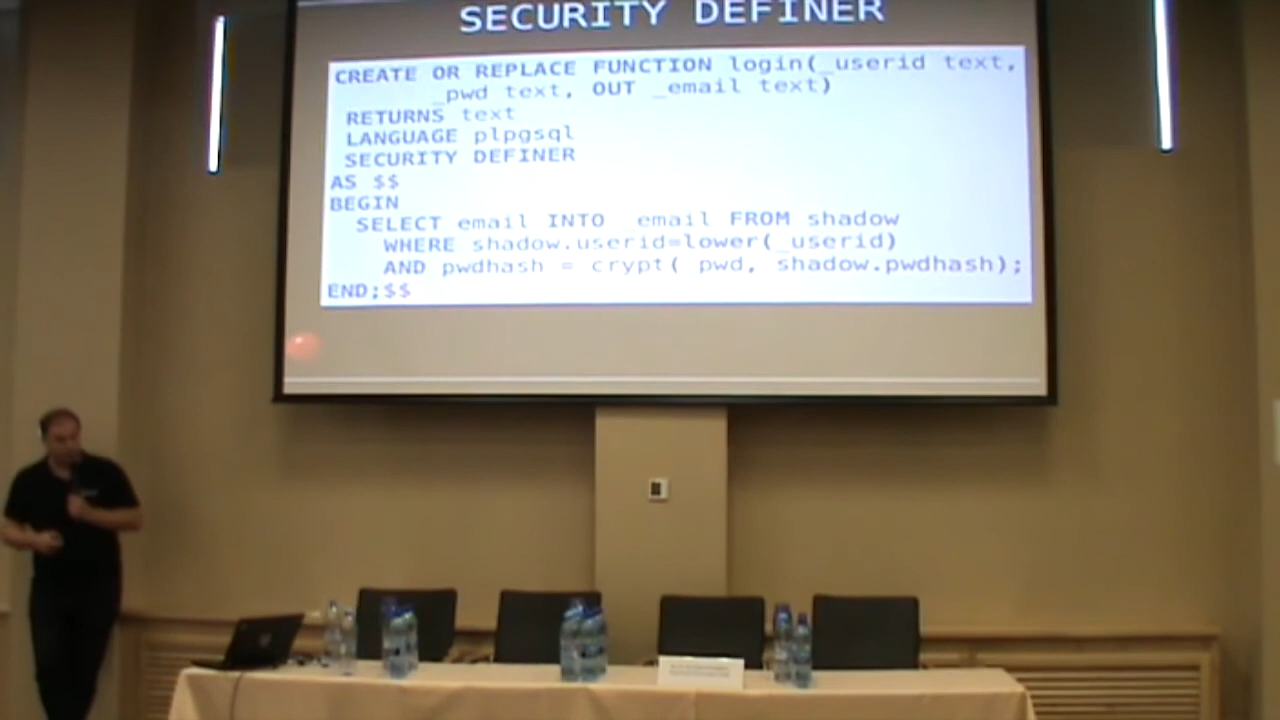 SECURITY DEFINER
CREATE OR REPLACE FUNCTION login(_userid text,
_pwd text, OUT _email text)
RETURNS text
LANGUAGE plpgsql
SECURITY DEFINER
AS $$
BEGIN
SELECT email INTO _email FROM shadow
WHERE shadow.userid=lower(_userid)
AND pwdhash = crypt(_pwd, shadow.pwdhash);
END;$$